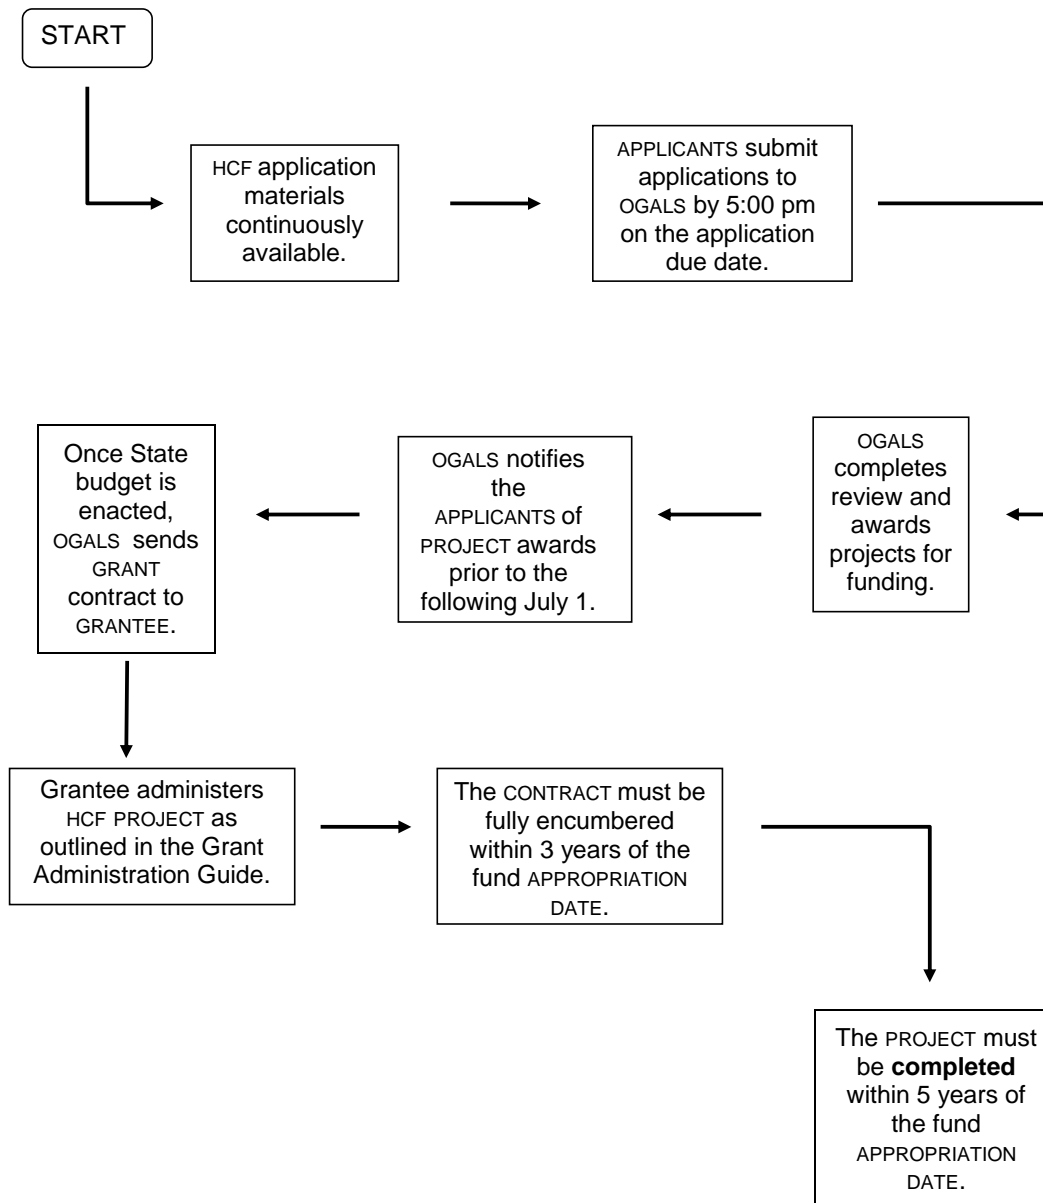 START
HCF application
materials
continuously
available.
APPLICANTS submit
applications to
OGALS by 5:00 pm
on the application
due date.
OGALS
completes
review and
awards
projects for
funding.
OGALS notifies
the
APPLICANTS of
PROJECT awards
prior to the
following July 1.
Once State
budget is
enacted,
OGALS sends
GRANT
contract to
GRANTEE.
Grantee administers
HCF PROJECT as
outlined in the Grant
Administration Guide.
The CONTRACT must be
fully encumbered
within 3 years of the
fund APPROPRIATION
DATE.
The PROJECT must
be completed
within 5 years of
the fund
APPROPRIATION
DATE.